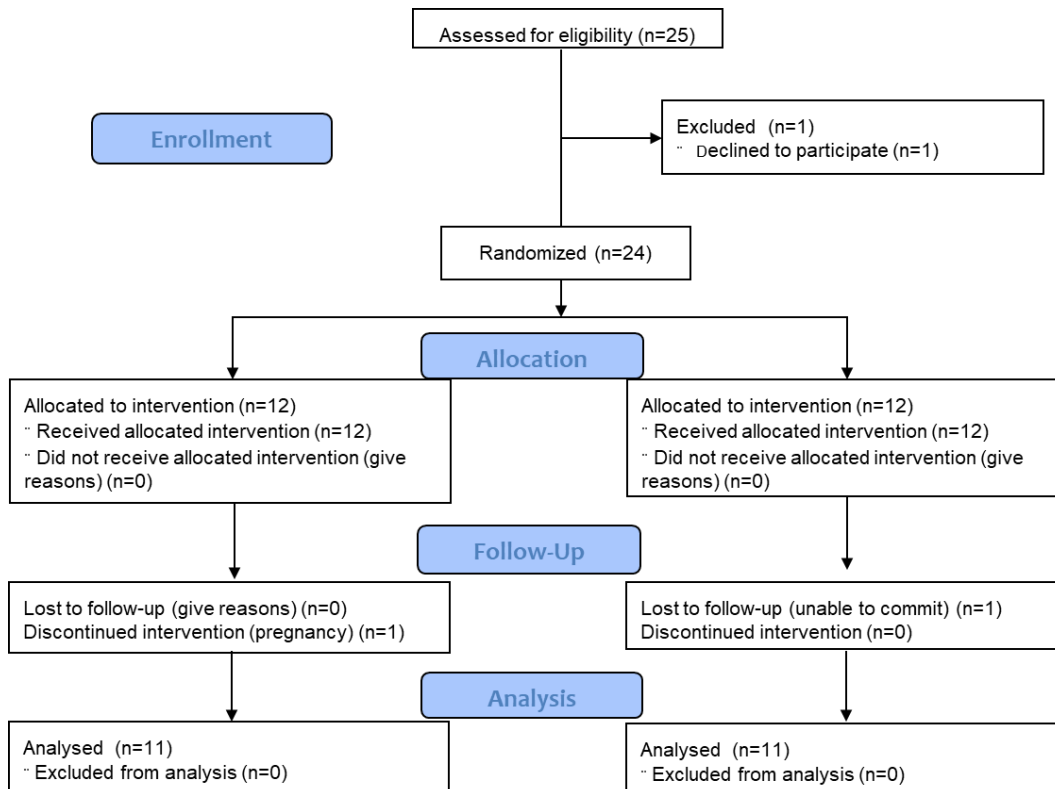 Assessed for eligibility (n=25)
Enrollment
Excluded (n=1)
¨ Declined to participate (n=1)
Randomized (n=24)
Allocation
Allocated to intervention (n=12)
¨ Received allocated intervention (n=12)
¨ Did not receive allocated intervention (give
reasons) (n=0)
Allocated to intervention (n=12)
¨ Received allocated intervention (n=12)
¨ Did not receive allocated intervention (give
reasons) (n=0)
Follow-Up
Lost to follow-up (give reasons) (n=0)
Discontinued intervention (pregnancy) (n=1)
Lost to follow-up (unable to commit) (n=1)
Discontinued intervention (n=0)
Analysis
Analysed (n=11)
¨ Excluded from analysis (n=0)
Analysed (n=11)
¨ Excluded from analysis (n=0)